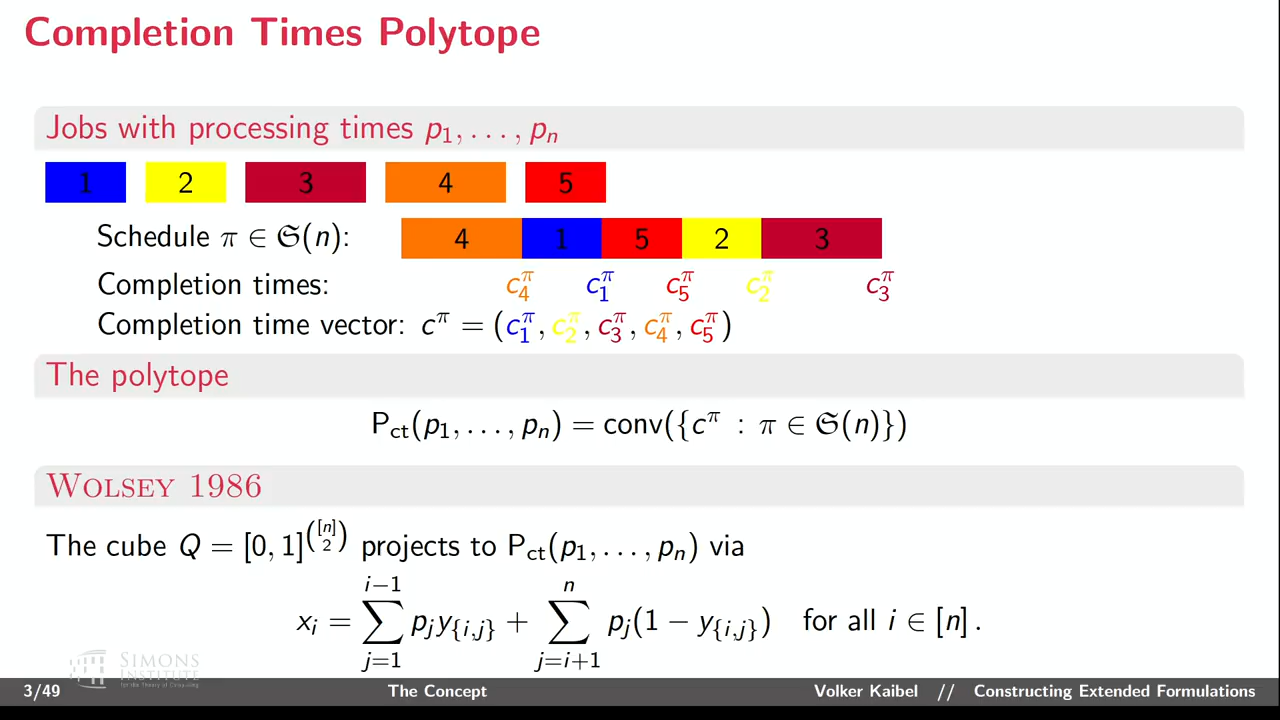 Completion Times Polytope
Jobs with processing times p₁, . . . , pₙ
1 2 3 4 5
Schedule π ∈ 𝔖(n): 4 1 5 2 3
Completion times: c₄^π c₁^π c₅^π c₂^π c₃^π
Completion time vector: c^π = (c₁^π, c₂^π, c₃^π, c₄^π, c₅^π)
The polytope
P_ct(p₁, . . . , pₙ) = conv({c^π : π ∈ 𝔖(n)})
Wolsey 1986
The cube Q = [0, 1]^([n] 2) projects to P_ct(p₁, . . . , pₙ) via
x_i = ∑_{j=1}^{i−1} p_j y_{{i,j}} + ∑_{j=i+1}^{n} p_j(1 − y_{{i,j}}) for all i ∈ [n] .
Simons
Institute
for the Theory of Computing
3/49 The Concept Volker Kaibel // Constructing Extended Formulations